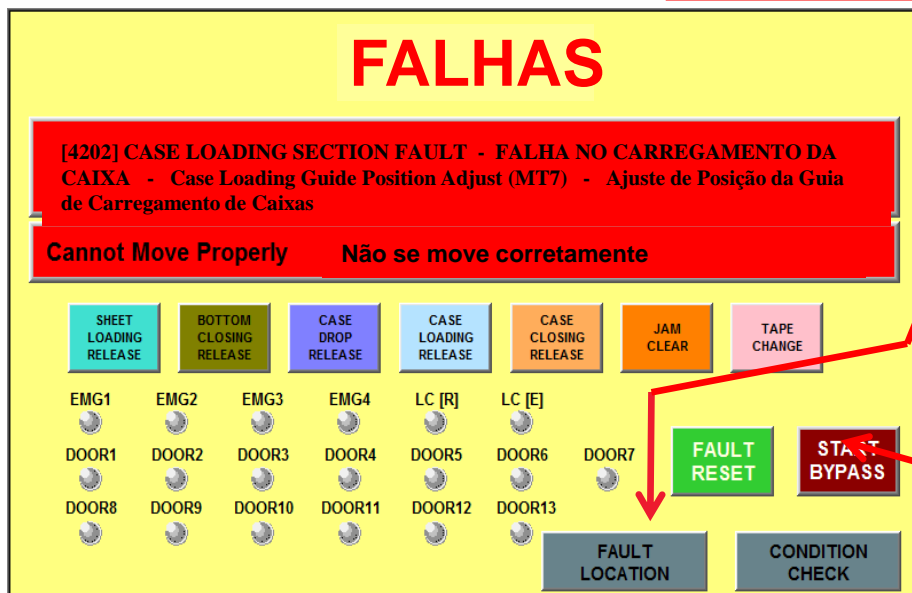 FALHAS
[4202] CASE LOADING SECTION FAULT - FALHA NO CARREGAMENTO DA
CAIXA - Case Loading Guide Position Adjust (MT7) - Ajuste de Posição da Guia
de Carregamento de Caixas
Cannot Move Properly Não se move corretamente
SHEET
LOADING
RELEASE
BOTTOM
CLOSING
RELEASE
CASE
DROP
RELEASE
CASE
LOADING
RELEASE
CASE
CLOSING
RELEASE
JAM
CLEAR
TAPE
CHANGE
EMG1 EMG2 EMG3 EMG4 LC [R] LC [E]
DOOR1 DOOR2 DOOR3 DOOR4 DOOR5 DOOR6 DOOR7
DOOR8 DOOR9 DOOR10 DOOR11 DOOR12 DOOR13
FAULT
RESET
START
BYPASS
FAULT
LOCATION
CONDITION
CHECK